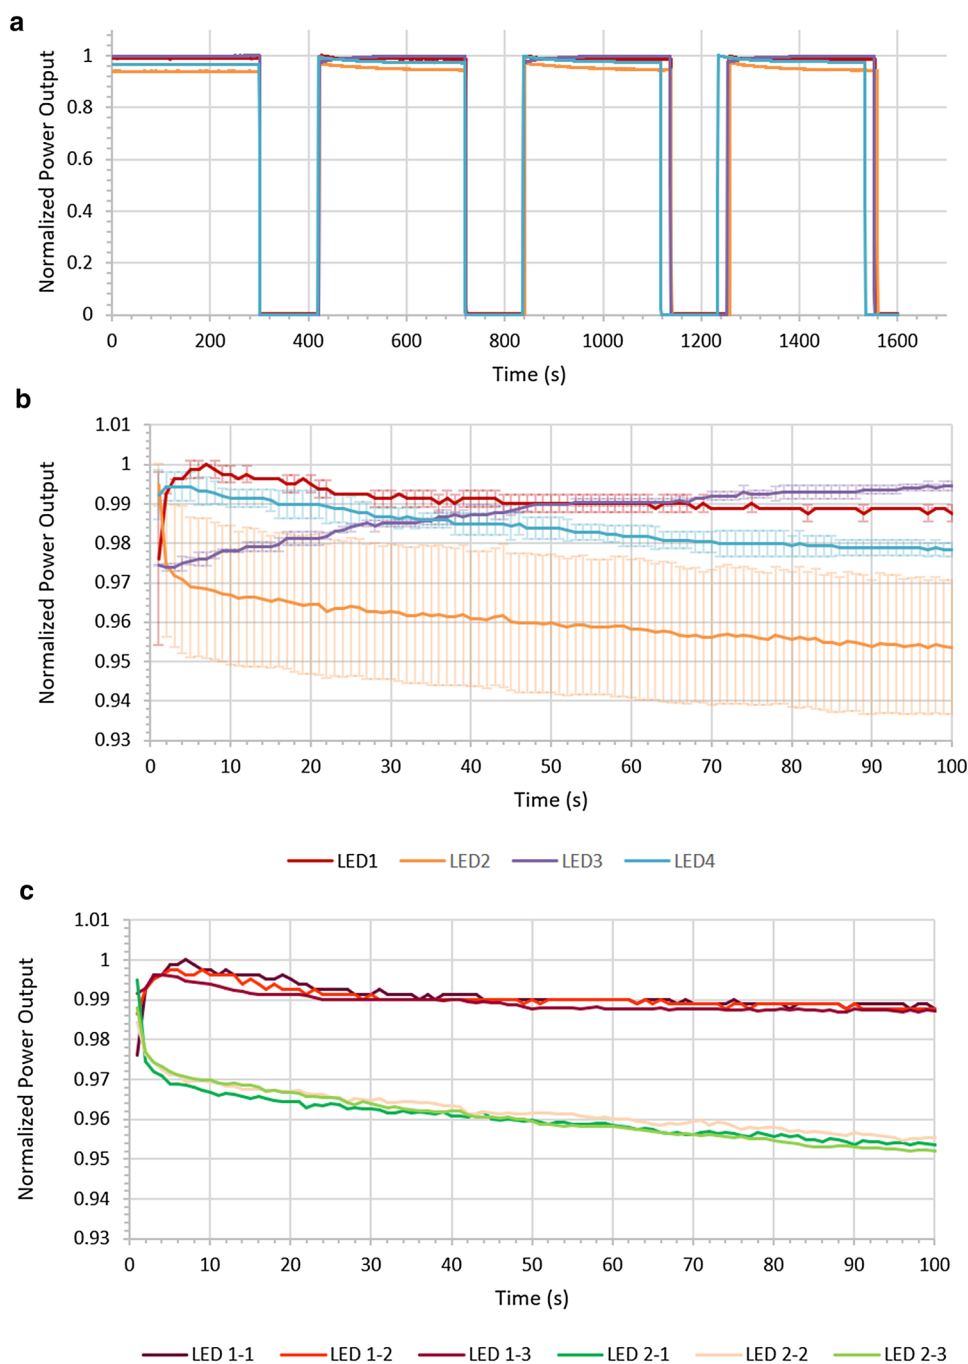 a
Normalized Power Output
1
0.8
0.6
0.4
0.2
0
0 200 400 600 800 1000 1200 1400 1600
Time (s)
b
Normalized Power Output
1.01
1
0.99
0.98
0.97
0.96
0.95
0.94
0.93
0 10 20 30 40 50 60 70 80 90 100
Time (s)
LED1 LED2 LED3 LED4
c
Normalized Power Output
1.01
1
0.99
0.98
0.97
0.96
0.95
0.94
0.93
0 10 20 30 40 50 60 70 80 90 100
Time (s)
LED 1-1 LED 1-2 LED 1-3 LED 2-1 LED 2-2 LED 2-3